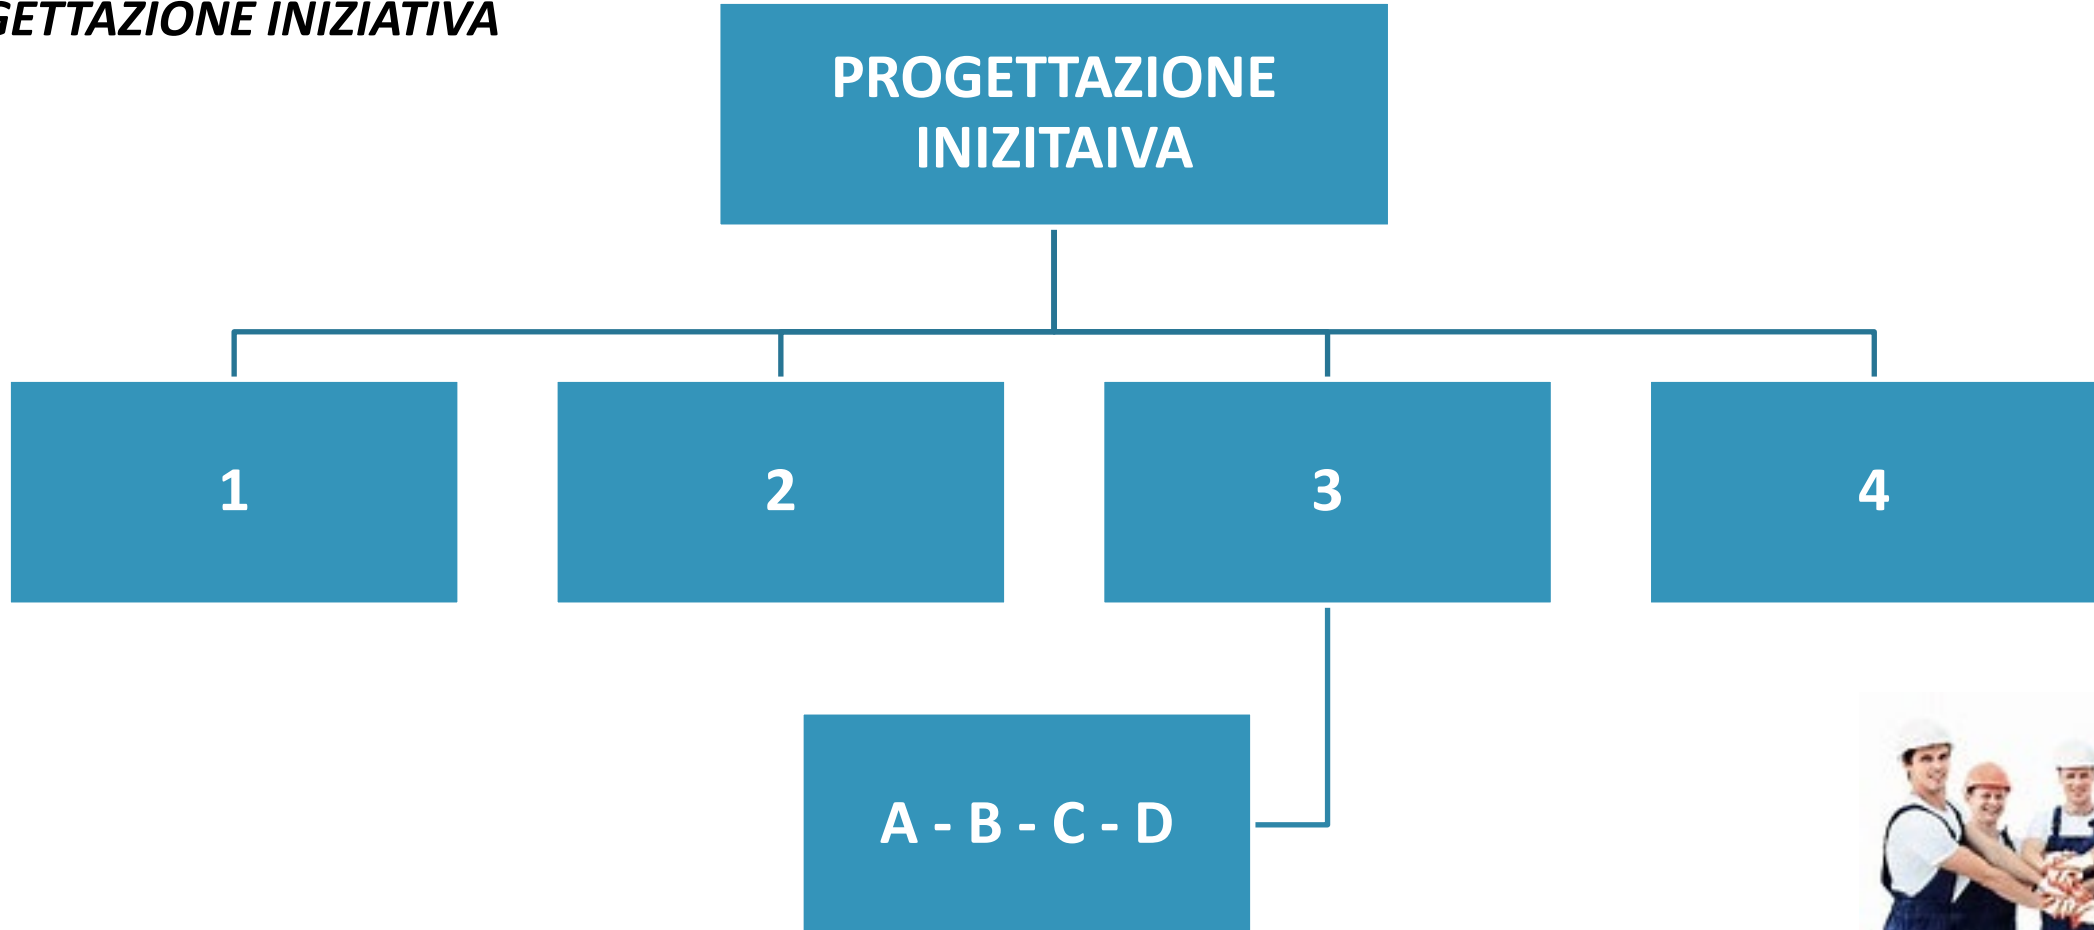 GETTAZIONE INIZIATIVA
PROGETTAZIONE
INIZITAIVA
1
2
3
4
A - B - C - D